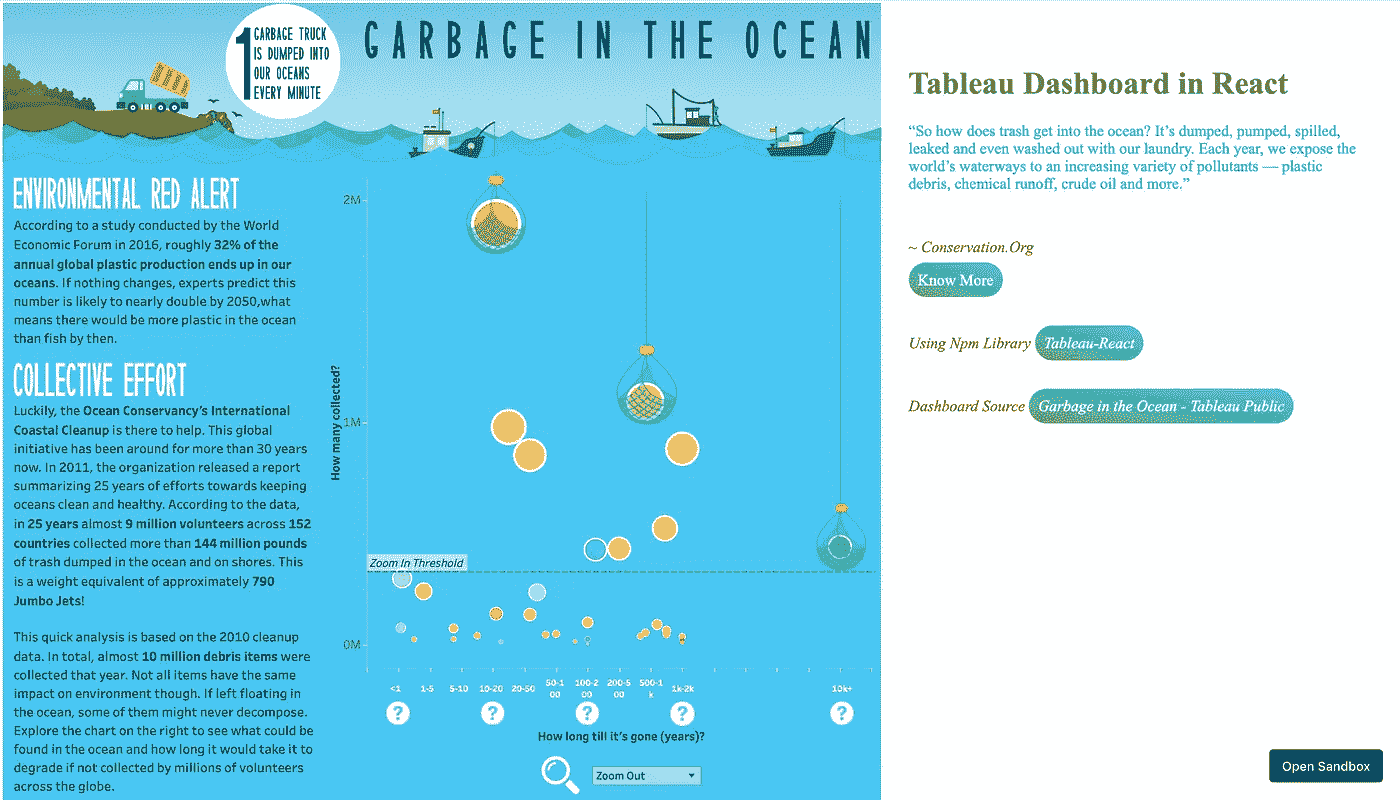 1 GARBAGE TRUCK
IS DUMPED INTO
OUR OCEANS
EVERY MINUTE
GARBAGE IN THE OCEAN
ENVIRONMENTAL RED ALERT
According to a study conducted by the World
Economic Forum in 2016, roughly 32% of the
annual global plastic production ends up in our
oceans. If nothing changes, experts predict this
number is likely to nearly double by 2050,what
means there would be more plastic in the ocean
than fish by then.
COLLECTIVE EFFORT
Luckily, the Ocean Conservancy's International
Coastal Cleanup is there to help. This global
initiative has been around for more than 30 years
now. In 2011, the organization released a report
summarizing 25 years of efforts towards keeping
oceans clean and healthy. According to the data,
in 25 years almost 9 million volunteers across 152
countries collected more than 144 million pounds
of trash dumped in the ocean and on shores. This
is a weight equivalent of approximately 790
Jumbo Jets!
This quick analysis is based on the 2010 cleanup
data. In total, almost 10 million debris items were
collected that year. Not all items have the same
impact on environment though. If left floating in
the ocean, some of them might never decompose.
Explore the chart on the right to see what could be
found in the ocean and how long it would take it to
degrade if not collected by millions of volunteers
across the globe.
How many collected?
2M
1M
Zoom In Threshold
0M
<1 1-5 5-10 10-20 20-50 50-1 100-2 200-5 500-1 1k-2k 10k+
00 00 00 k
? ? ? ? ?
How long till it's gone (years)?
Zoom Out
Tableau Dashboard in React
“So how does trash get into the ocean? It’s dumped, pumped, spilled,
leaked and even washed out with our laundry. Each year, we expose the
world’s waterways to an increasing variety of pollutants — plastic
debris, chemical runoff, crude oil and more.”
~ Conservation.Org
Know More
Using Npm Library Tableau-React
Dashboard Source Garbage in the Ocean - Tableau Public
Open Sandbox